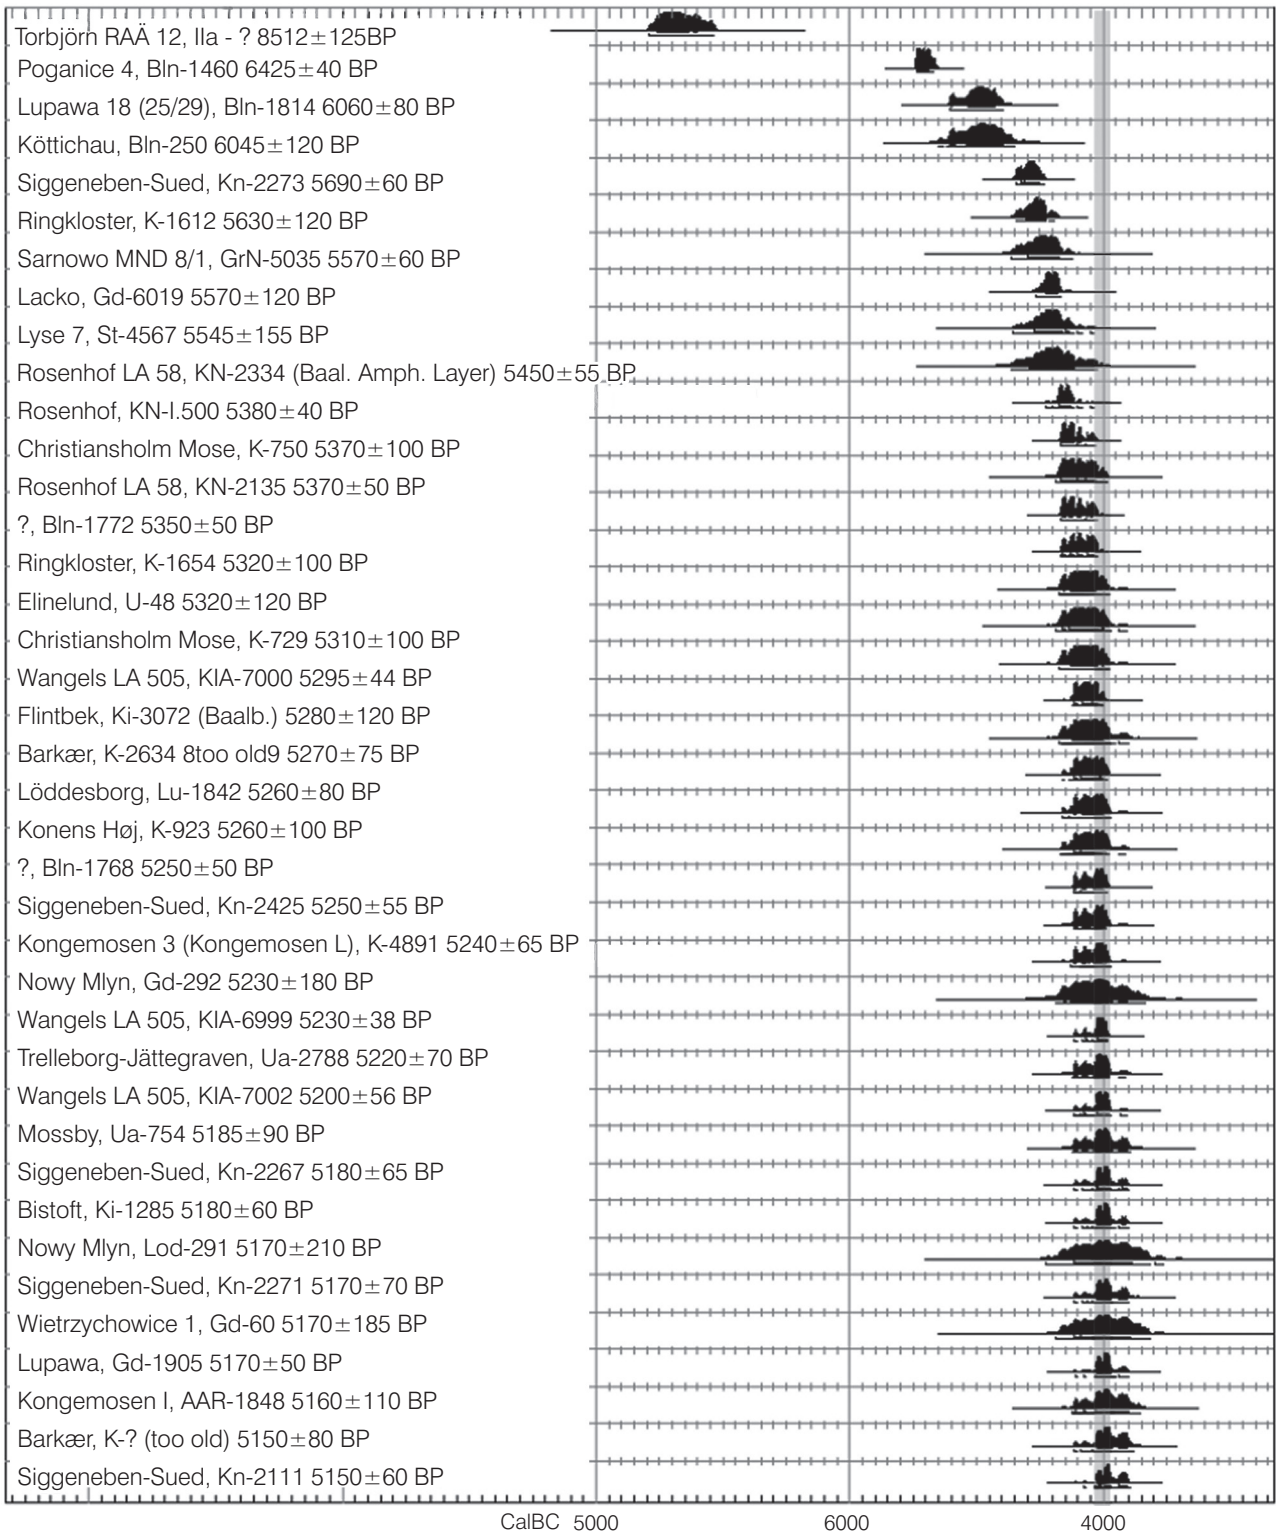 Torbjörn RAÄ 12, IIa - ? 8512±125BP
Poganice 4, Bln-1460 6425±40 BP
Lupawa 18 (25/29), Bln-1814 6060±80 BP
Köttichau, Bln-250 6045±120 BP
Siggeneben-Sued, Kn-2273 5690±60 BP
Ringkloster, K-1612 5630±120 BP
Sarnowo MND 8/1, GrN-5035 5570±60 BP
Lacko, Gd-6019 5570±120 BP
Lyse 7, St-4567 5545±155 BP
Rosenhof LA 58, KN-2334 (Baal. Amph. Layer) 5450±55 BP
Rosenhof, KN-I.500 5380±40 BP
Christiansholm Mose, K-750 5370±100 BP
Rosenhof LA 58, KN-2135 5370±50 BP
?, Bln-1772 5350±50 BP
Ringkloster, K-1654 5320±100 BP
Elinelund, U-48 5320±120 BP
Christiansholm Mose, K-729 5310±100 BP
Wangels LA 505, KIA-7000 5295±44 BP
Flintbek, Ki-3072 (Baalb.) 5280±120 BP
Barkær, K-2634 8too old9 5270±75 BP
Löddesborg, Lu-1842 5260±80 BP
Konens Høj, K-923 5260±100 BP
?, Bln-1768 5250±50 BP
Siggeneben-Sued, Kn-2425 5250±55 BP
Kongemosen 3 (Kongemosen L), K-4891 5240±65 BP
Nowy Mlyn, Gd-292 5230±180 BP
Wangels LA 505, KIA-6999 5230±38 BP
Trelleborg-Jättegraven, Ua-2788 5220±70 BP
Wangels LA 505, KIA-7002 5200±56 BP
Mossby, Ua-754 5185±90 BP
Siggeneben-Sued, Kn-2267 5180±65 BP
Bistoft, Ki-1285 5180±60 BP
Nowy Mlyn, Lod-291 5170±210 BP
Siggeneben-Sued, Kn-2271 5170±70 BP
Wietrzychowice 1, Gd-60 5170±185 BP
Lupawa, Gd-1905 5170±50 BP
Kongemosen I, AAR-1848 5160±110 BP
Barkær, K-? (too old) 5150±80 BP
Siggeneben-Sued, Kn-2111 5150±60 BP
CalBC 5000 6000 4000